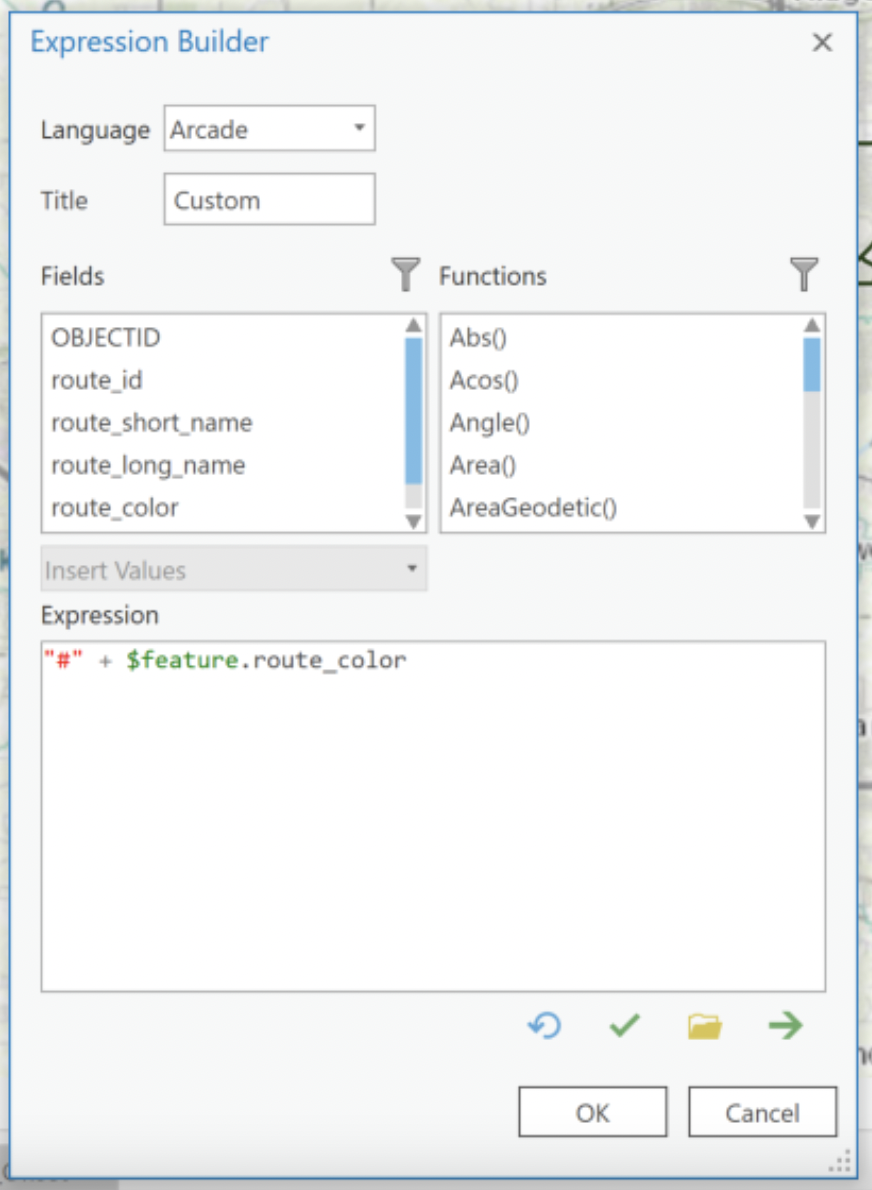 Expression Builder
Language Arcade
Title Custom
Fields Functions
OBJECTID Abs()
route_id Acos()
route_short_name Angle()
route_long_name Area()
route_color AreaGeodetic()
Insert Values
Expression
"#" + $feature.route_color
OK Cancel